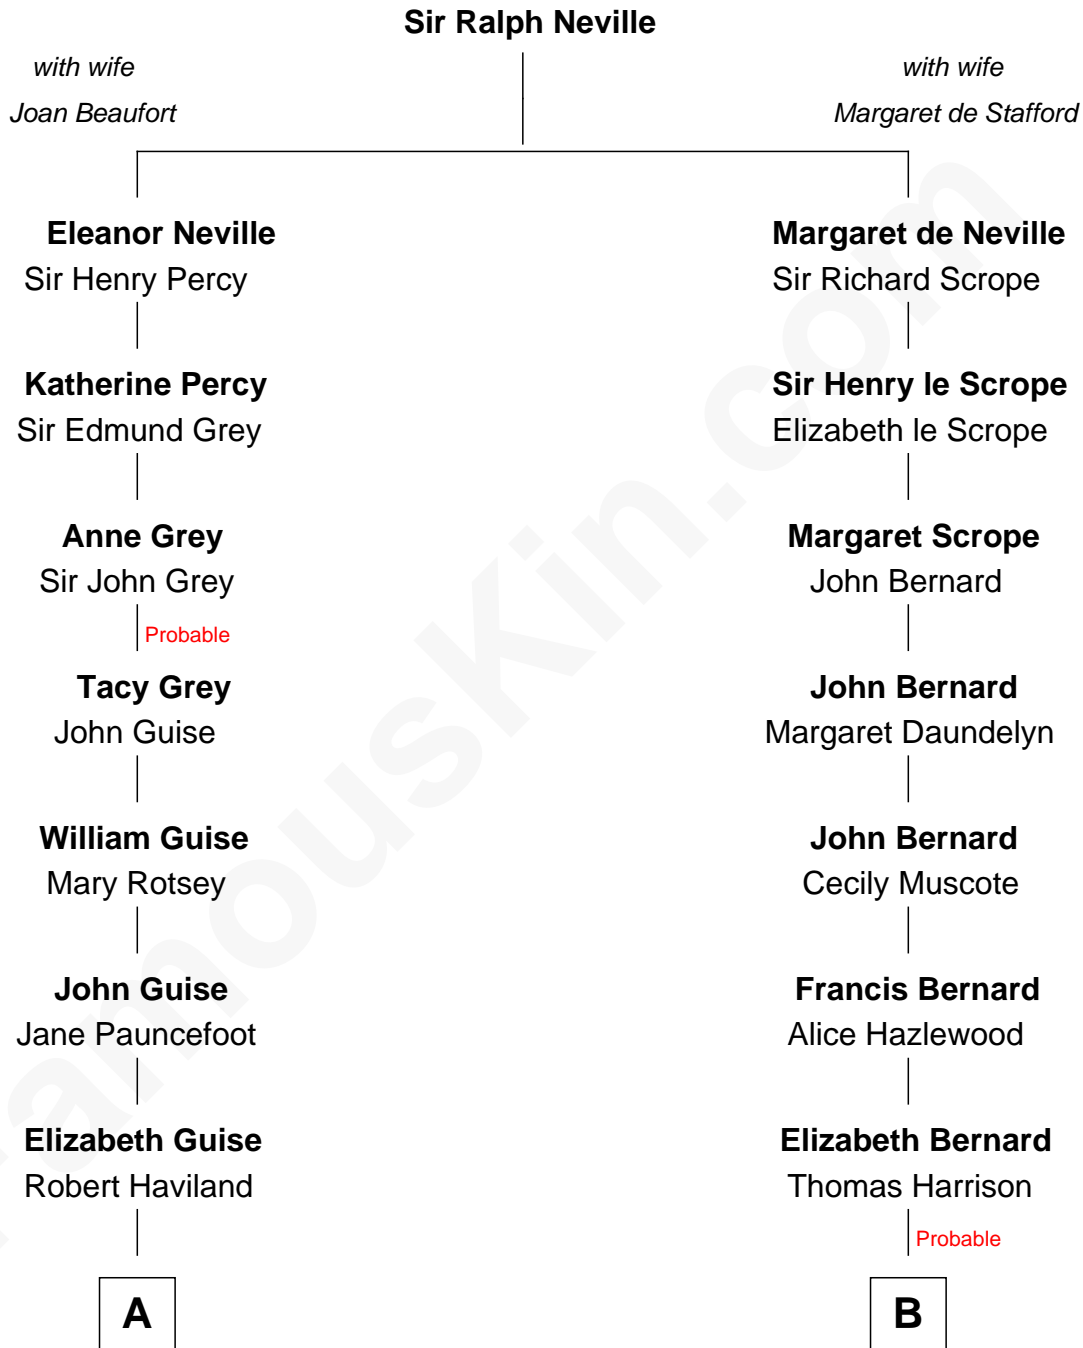 Sir Ralph Neville
with wife
Joan Beaufort
with wife
Margaret de Stafford
Eleanor Neville
Sir Henry Percy
Margaret de Neville
Sir Richard Scrope
Katherine Percy
Sir Edmund Grey
Sir Henry le Scrope
Elizabeth le Scrope
Anne Grey
Sir John Grey
Margaret Scrope
John Bernard
Probable
Tacy Grey
John Guise
John Bernard
Margaret Daundelyn
William Guise
Mary Rotsey
John Bernard
Cecily Muscote
John Guise
Jane Pauncefoot
Francis Bernard
Alice Hazlewood
Elizabeth Guise
Robert Haviland
Elizabeth Bernard
Thomas Harrison
Probable
A
B
FamousKin.com